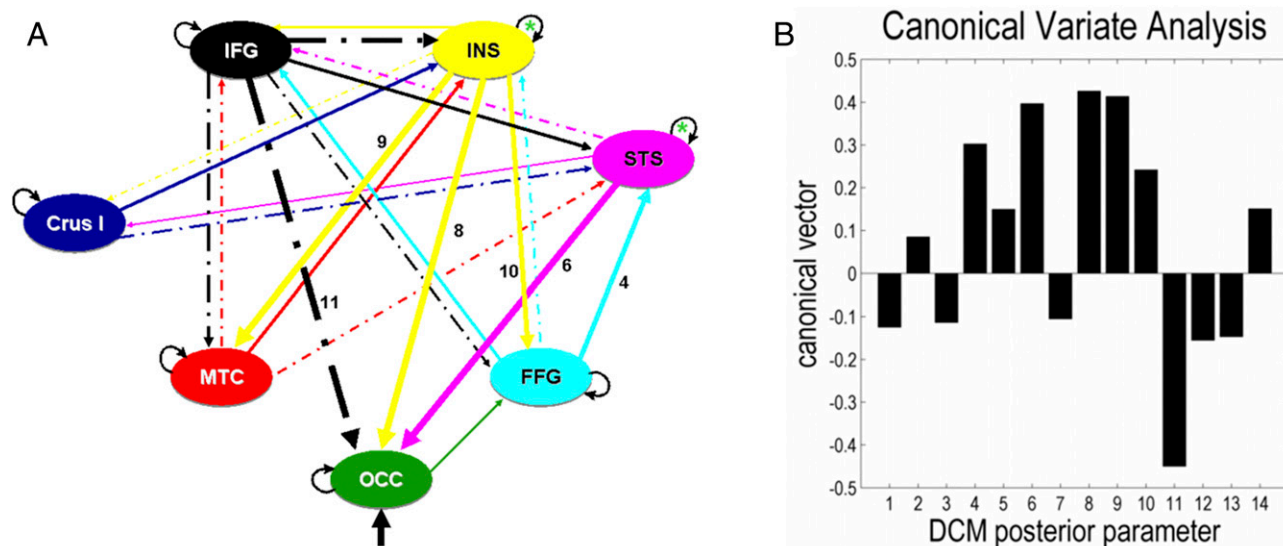 A
IFG
INS
*
STS
*
9
Crus I
8
10
6
4
11
MTC
FFG
OCC
B
Canonical Variate Analysis
canonical vector
0.5
0.4
0.3
0.2
0.1
0
-0.1
-0.2
-0.3
-0.4
-0.5
1 2 3 4 5 6 7 8 9 10 11 12 13 14
DCM posterior parameter